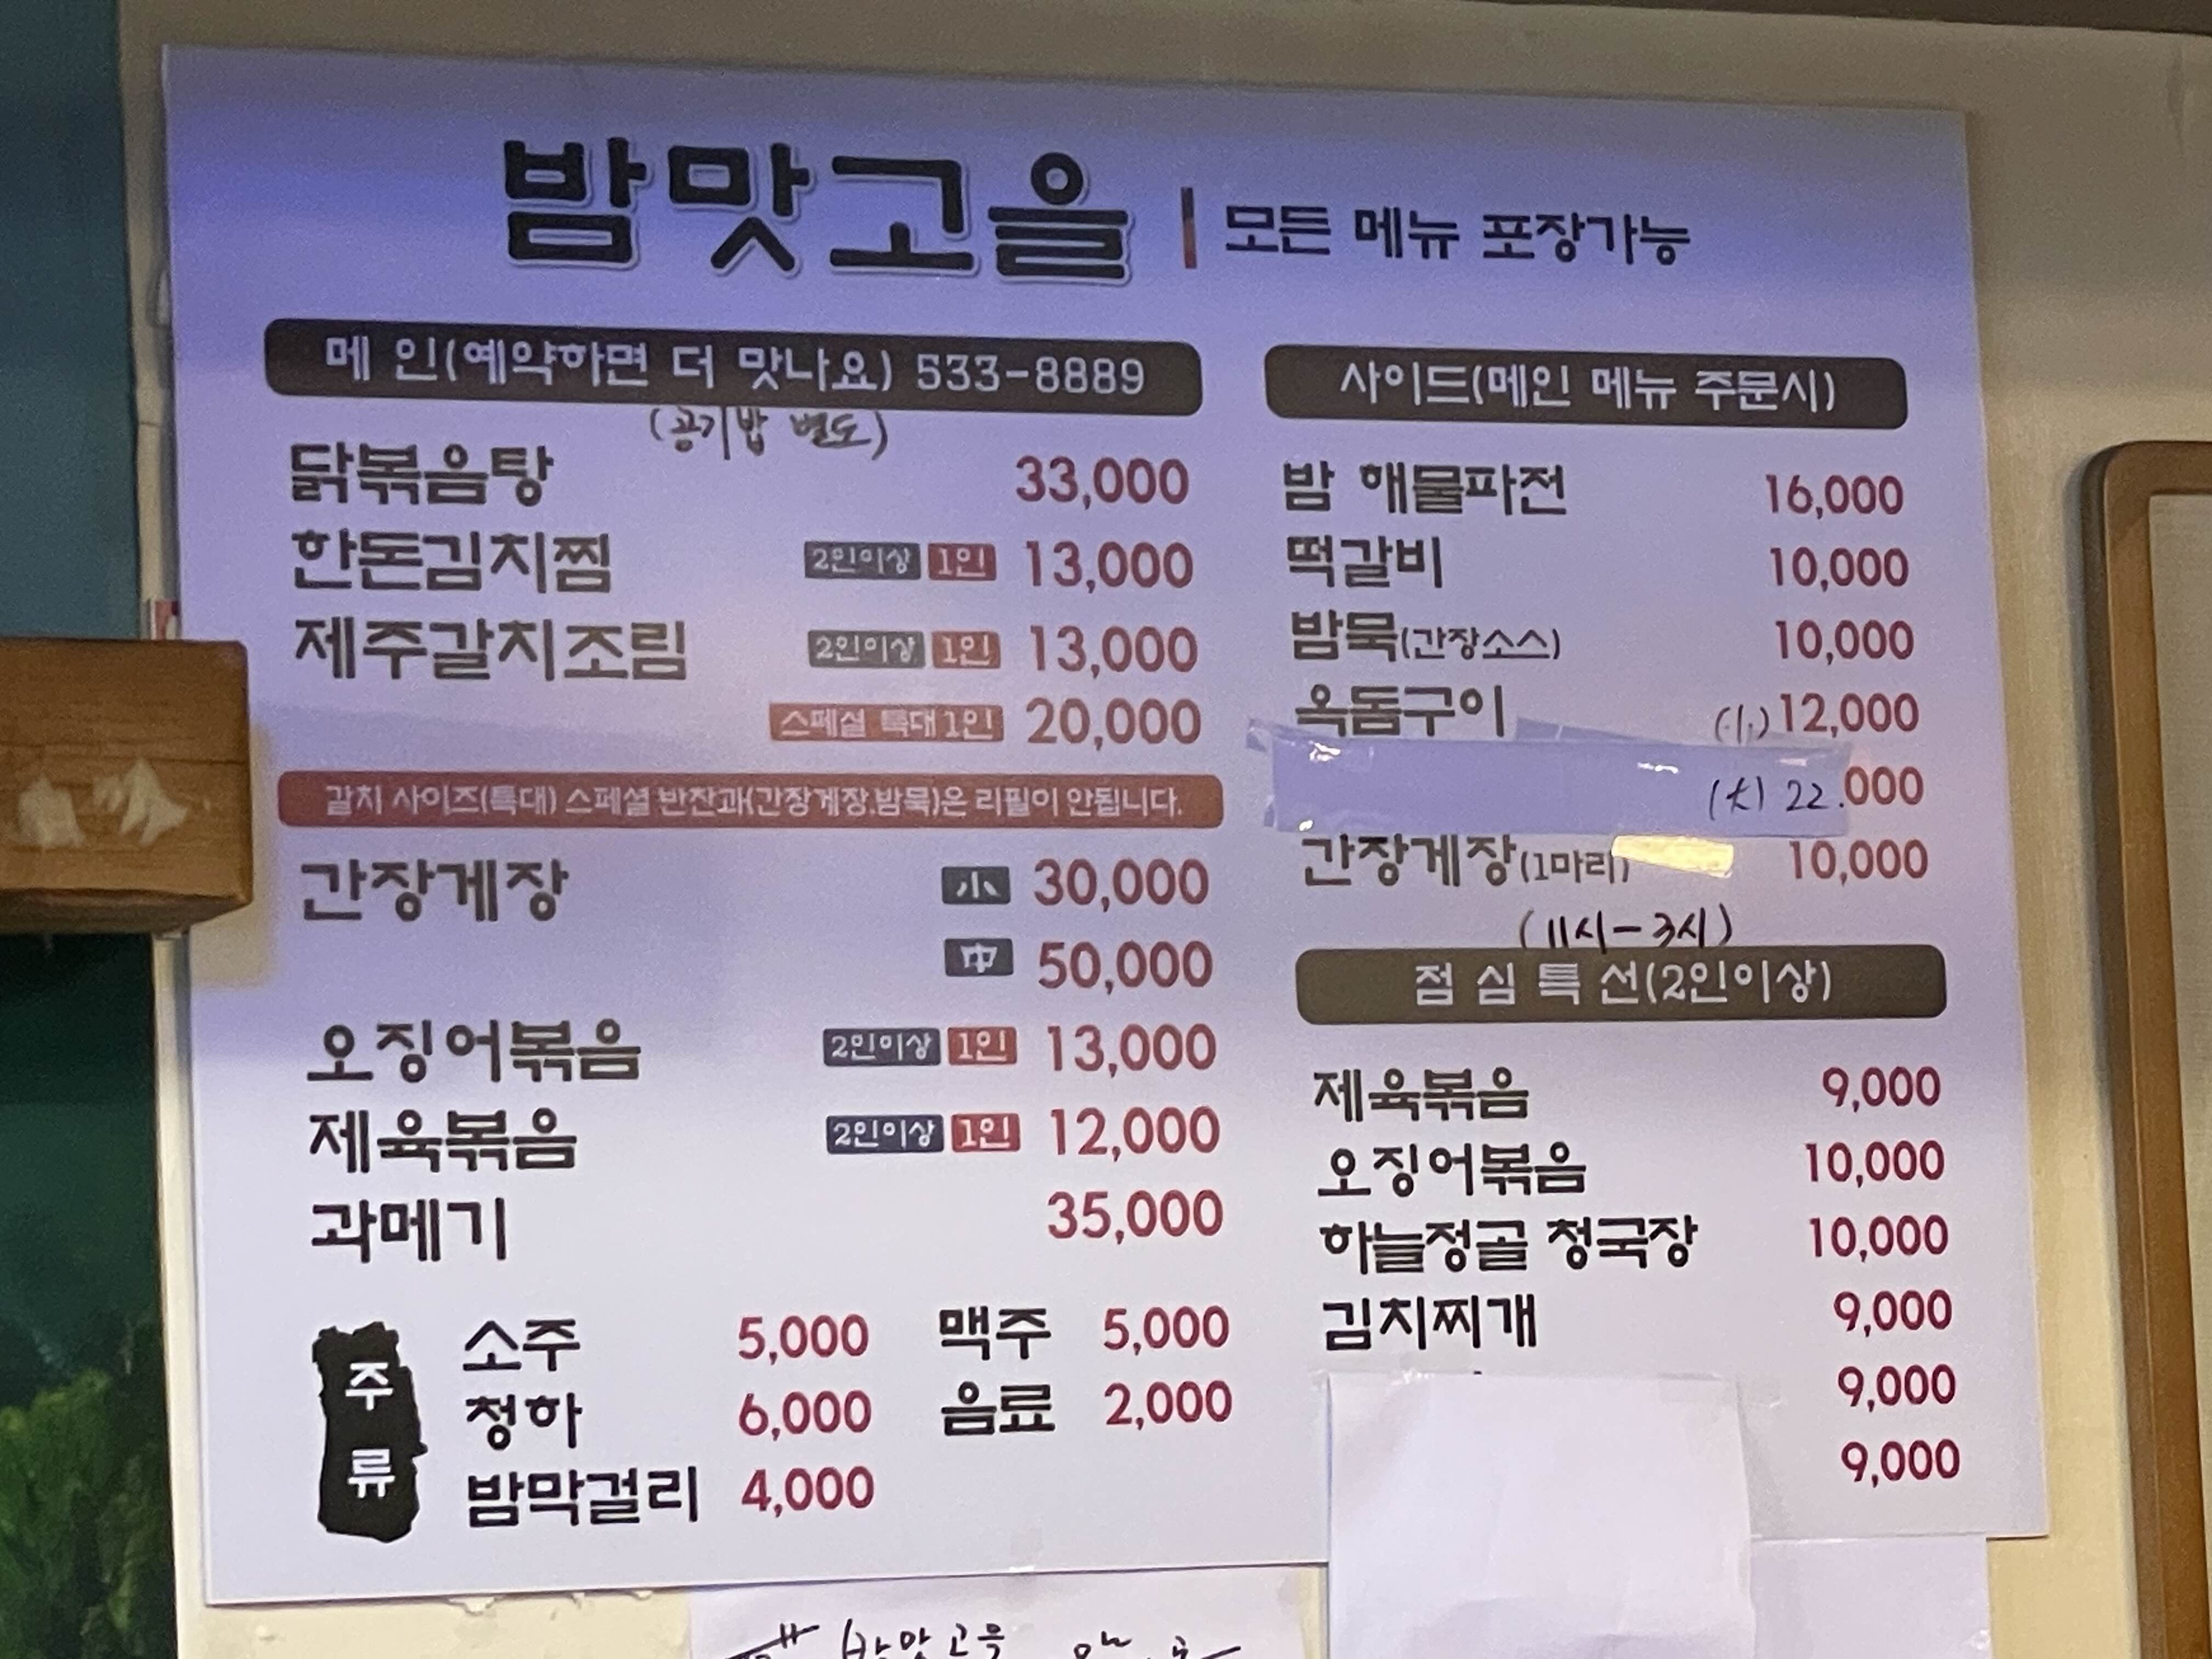 밤맛고을 | 모든 메뉴 포장가능
메 인(예약하면 더 맛나요) 533-8889
(공기밥 별도)
닭볶음탕 33,000
한돈김치찜 2인이상 1인 13,000
제주갈치조림 2인이상 1인 13,000
스페셜 특대1인 20,000
갈치 사이즈(특대) 스페셜 반찬과(간장게장.밤묵)은 리필이 안됩니다.
간장게장 小 30,000
中 50,000
오징어볶음 2인이상 1인 13,000
제육볶음 2인이상 1인 12,000
과메기 35,000
주류
소주 5,000 맥주 5,000
청하 6,000 음료 2,000
밤막걸리 4,000
사이드(메인 메뉴 주문시)
밤 해물파전 16,000
떡갈비 10,000
밤묵(간장소스) 10,000
옥돔구이 (小) 12,000
(大) 22.000
간장게장(1마리) 10,000
(11시-3시)
점 심 특 선(2인이상)
제육볶음 9,000
오징어볶음 10,000
하늘정골 청국장 10,000
김치찌개 9,000
9,000
9,000
밤맛고을